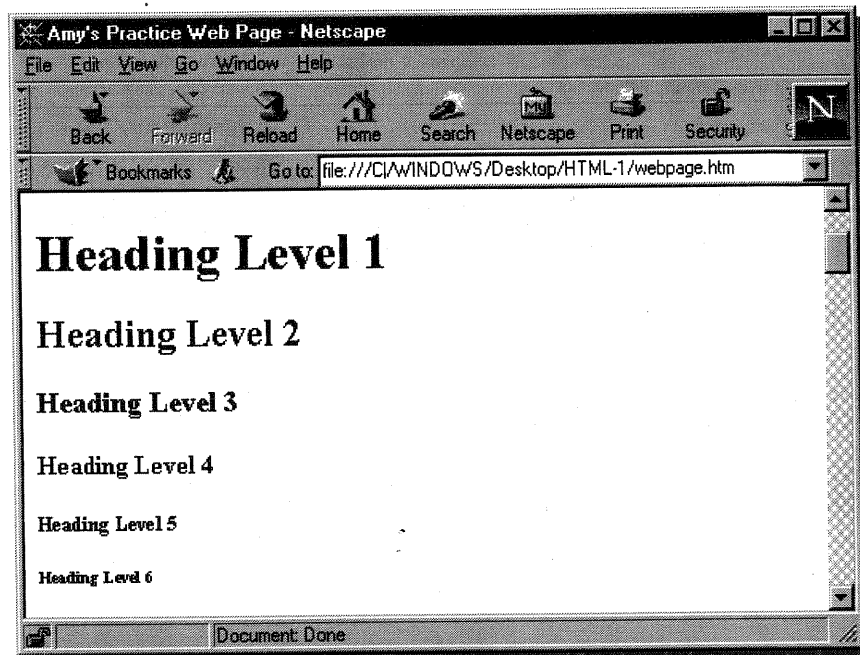 Amy's Practice Web Page - Netscape
File Edit View Go Window Help
Back Forward Reload Home Search Netscape Print Security
Bookmarks Go to: file:///C|/WINDOWS/Desktop/HTML-1/webpage.htm
Heading Level 1
Heading Level 2
Heading Level 3
Heading Level 4
Heading Level 5
Heading Level 6
Document: Done